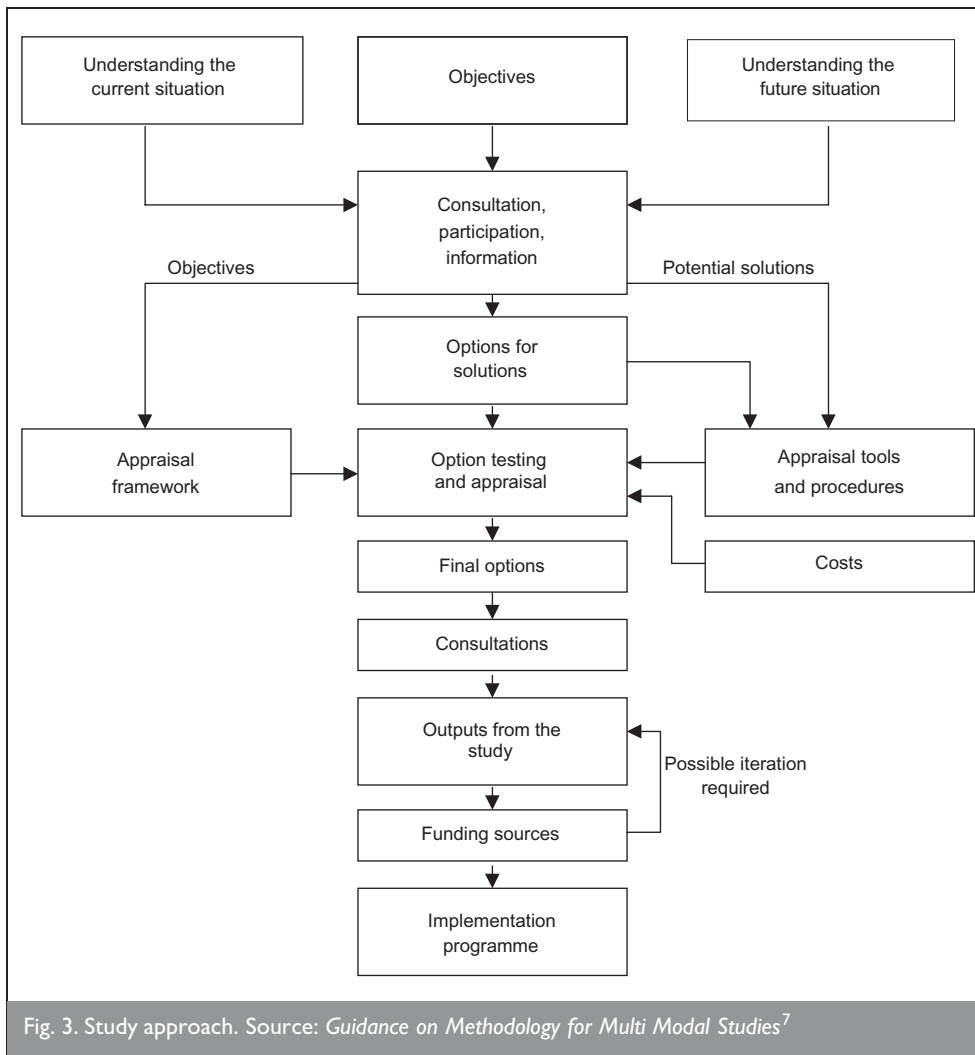 Understanding the
current situation
Objectives
Understanding the
future situation
Consultation,
participation,
information
Objectives
Potential solutions
Options for
solutions
Appraisal
framework
Option testing
and appraisal
Appraisal tools
and procedures
Final options
Costs
Consultations
Outputs from the
study
Possible iteration
required
Funding sources
Implementation
programme
Fig. 3. Study approach. Source: Guidance on Methodology for Multi Modal Studies7